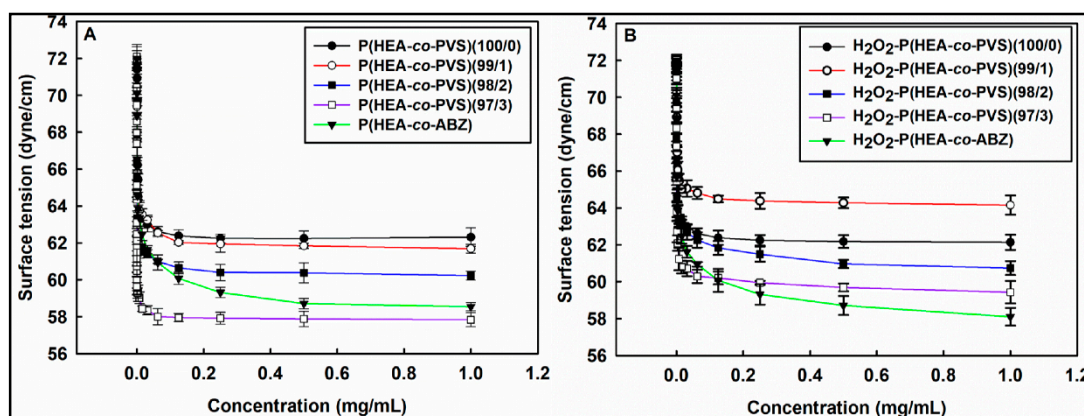 A
P(HEA-co-PVS)(100/0)
P(HEA-co-PVS)(99/1)
P(HEA-co-PVS)(98/2)
P(HEA-co-PVS)(97/3)
P(HEA-co-ABZ)
Surface tension (dyne/cm)
74
72
70
68
66
64
62
60
58
56
0.0 0.2 0.4 0.6 0.8 1.0 1.2
Concentration (mg/mL)
B
H₂O₂-P(HEA-co-PVS)(100/0)
H₂O₂-P(HEA-co-PVS)(99/1)
H₂O₂-P(HEA-co-PVS)(98/2)
H₂O₂-P(HEA-co-PVS)(97/3)
H₂O₂-P(HEA-co-ABZ)
Surface tension (dyne/cm)
74
72
70
68
66
64
62
60
58
56
0.0 0.2 0.4 0.6 0.8 1.0 1.2
Concentration (mg/mL)